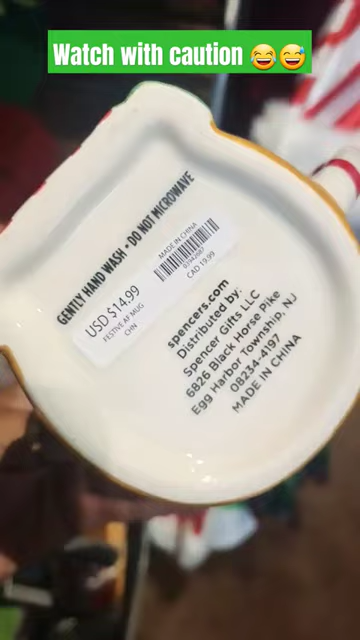 Watch with caution 😂😅
GENTLY HAND WASH • DO NOT MICROWAVE
MADE IN CHINA
03942687
CAD 19.99
USD $14.99
FESTIVE AF MUG
CHN
spencers.com
Distributed by:
Spencer Gifts LLC
6826 Black Horse Pike
Egg Harbor Township, NJ
08234-4197
MADE IN CHINA